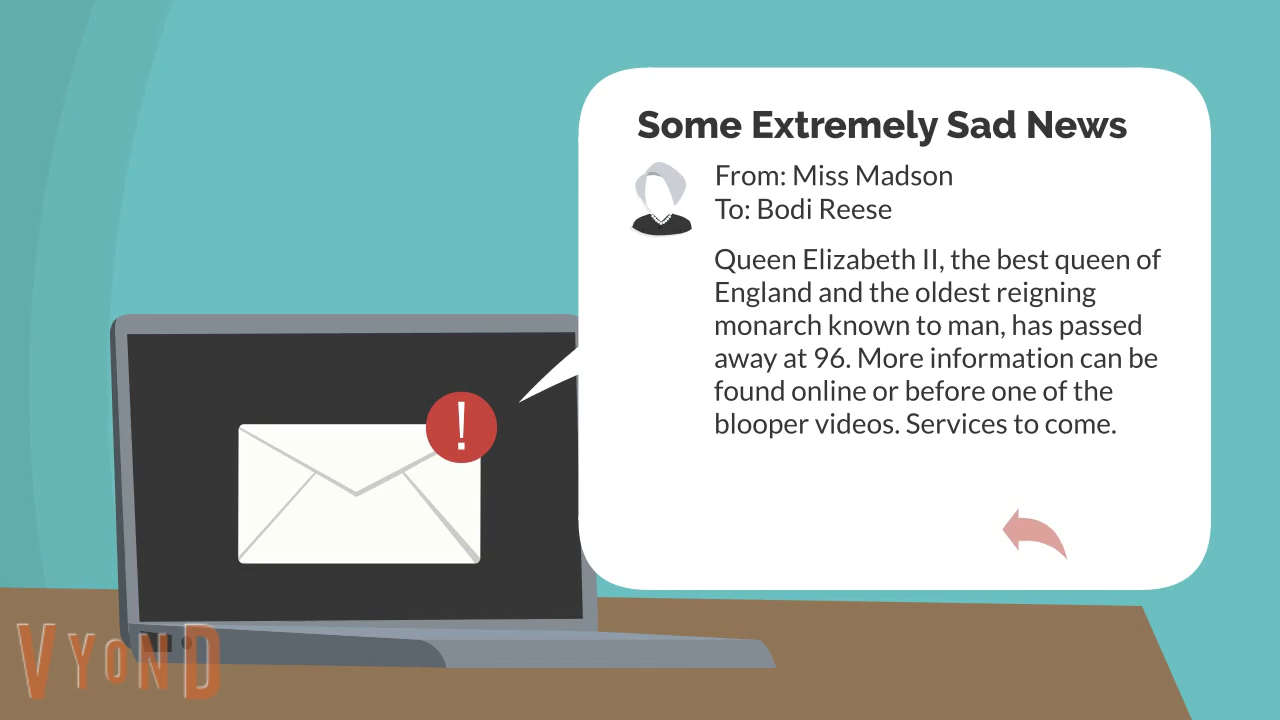 Some Extremely Sad News
From: Miss Madson
To: Bodi Reese
Queen Elizabeth II, the best queen of
England and the oldest reigning
monarch known to man, has passed
away at 96. More information can be
found online or before one of the
blooper videos. Services to come.
!
VYOND